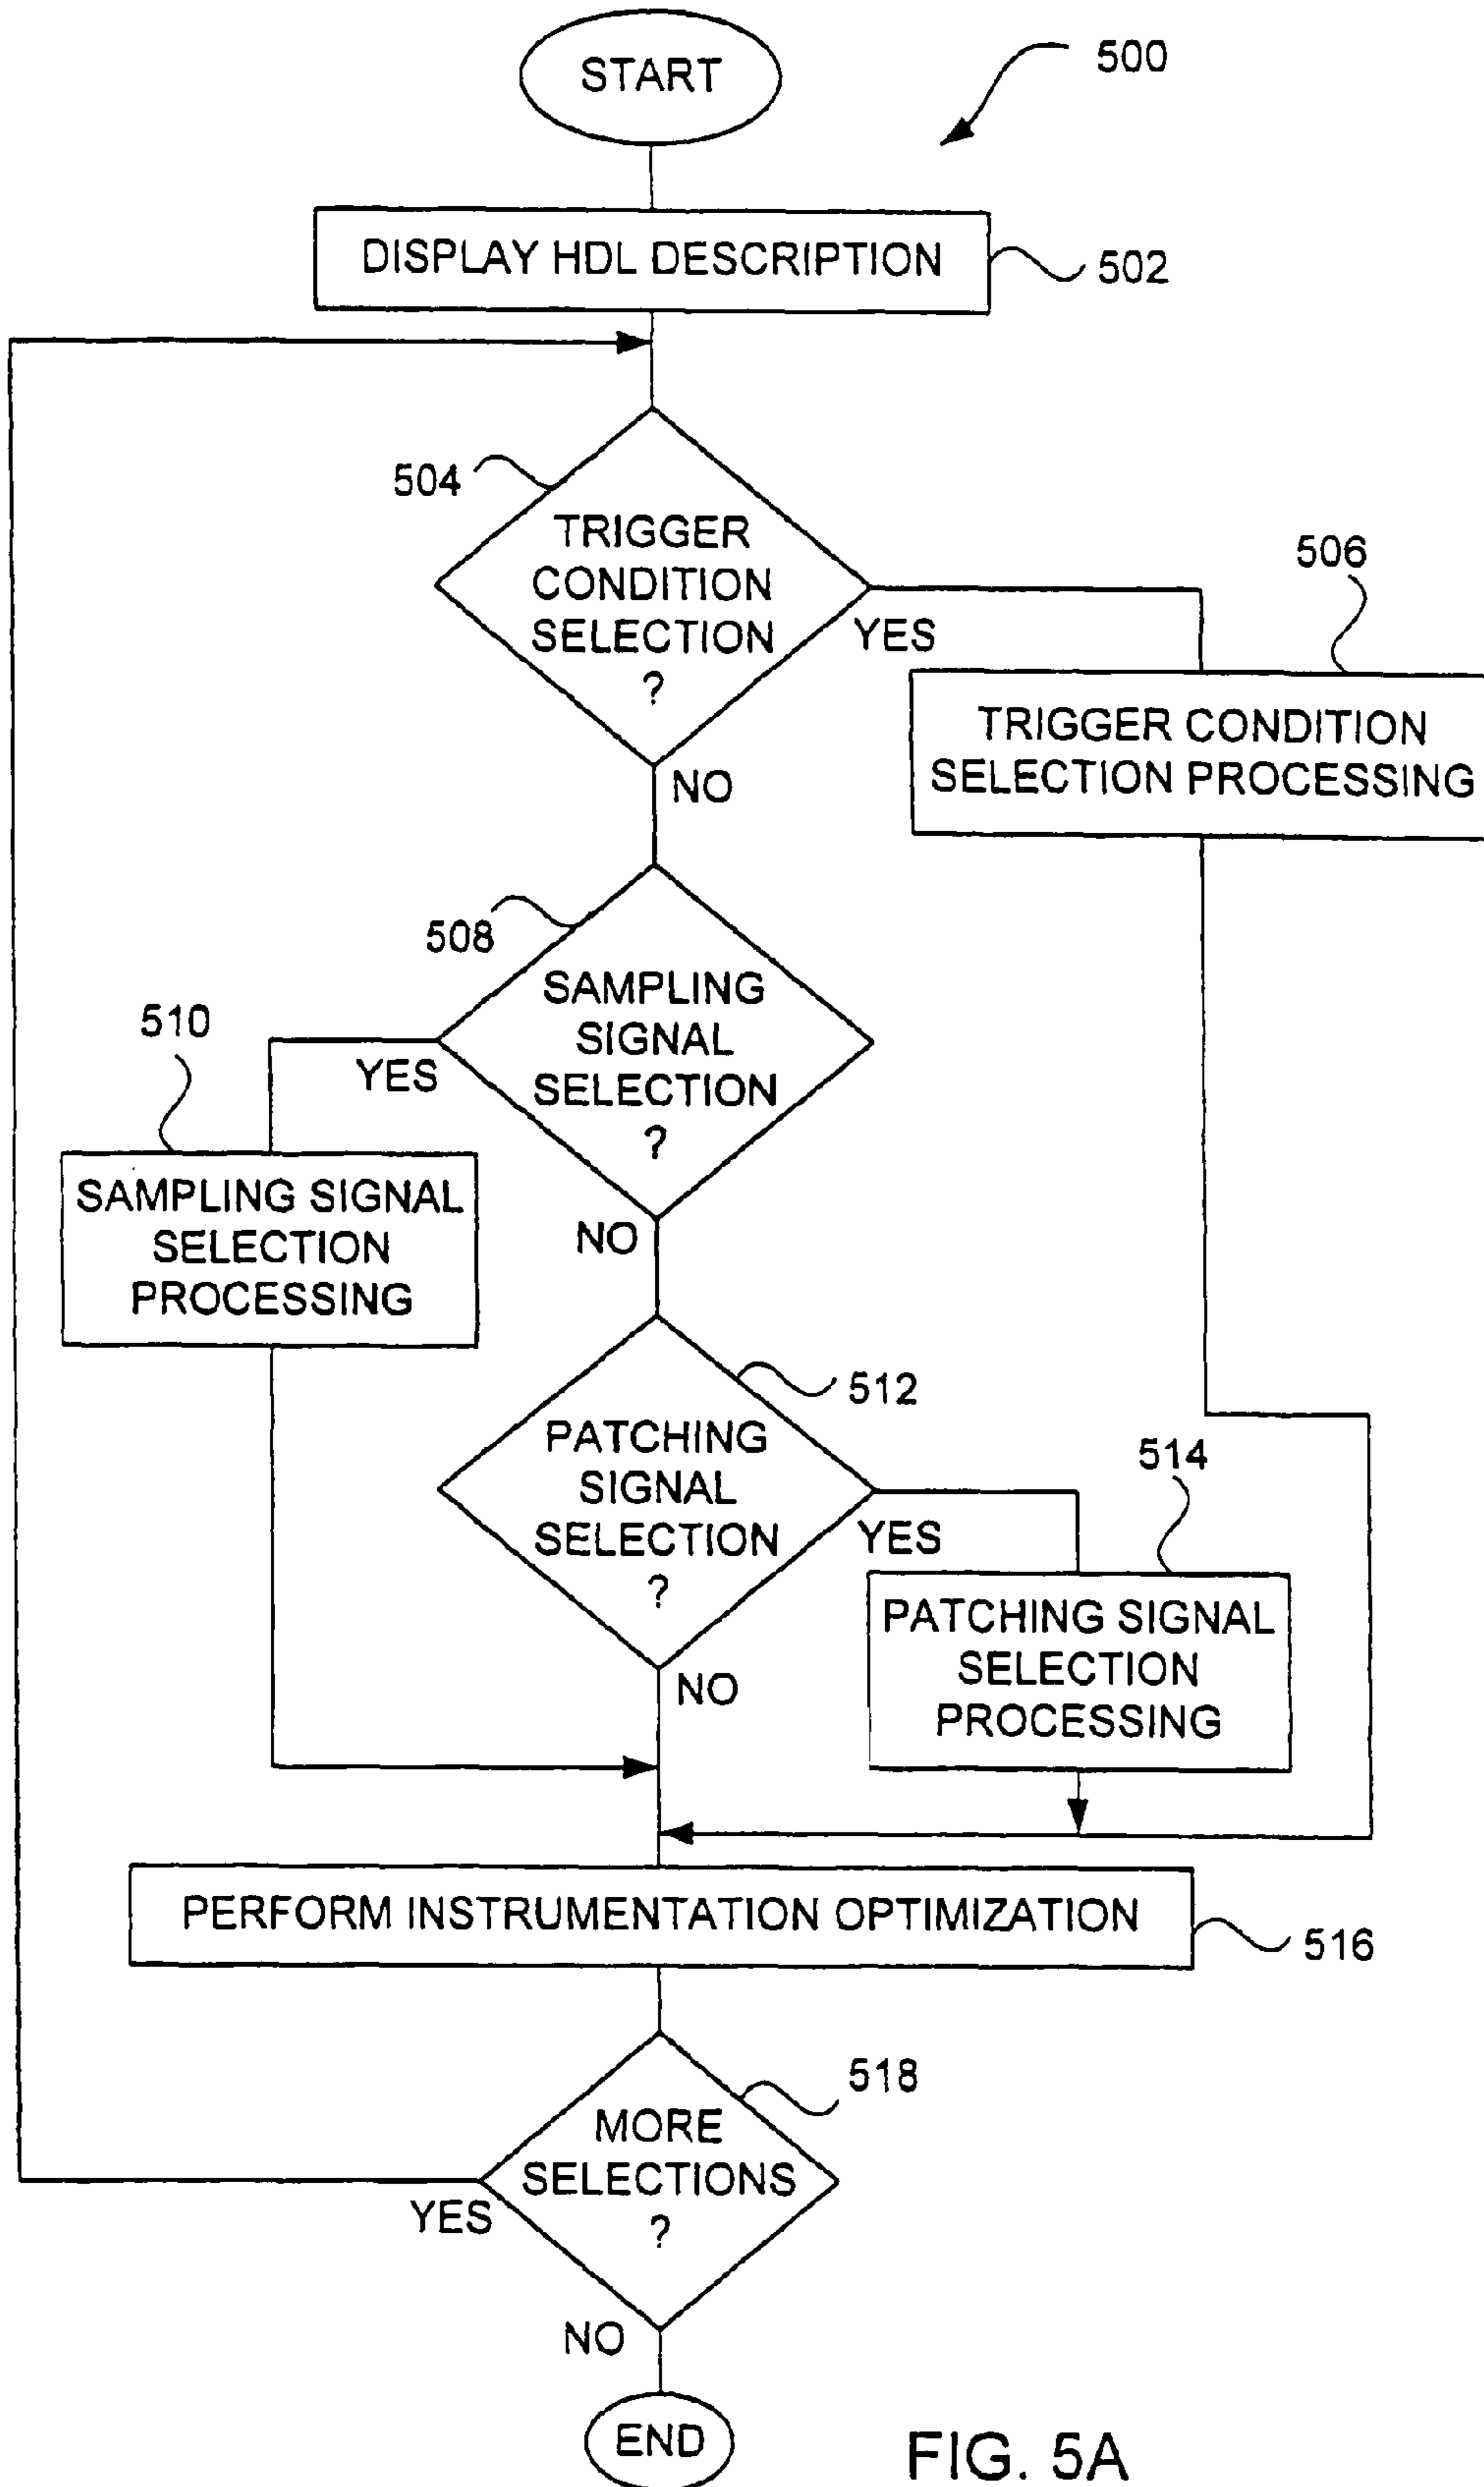 START
500
DISPLAY HDL DESCRIPTION
502
504
TRIGGER
CONDITION
SELECTION
?
YES
NO
506
TRIGGER CONDITION
SELECTION PROCESSING
508
SAMPLING
SIGNAL
SELECTION
?
YES
NO
510
SAMPLING SIGNAL
SELECTION
PROCESSING
512
PATCHING
SIGNAL
SELECTION
?
YES
NO
514
PATCHING SIGNAL
SELECTION
PROCESSING
PERFORM INSTRUMENTATION OPTIMIZATION
516
518
MORE
SELECTIONS
?
YES
NO
END
FIG. 5A